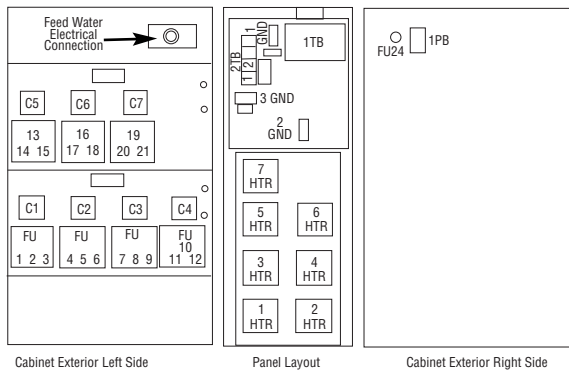 Feed Water
Electrical
Connection
C5 C6 C7
13 16 19
14 15 17 18 20 21
C1 C2 C3 C4
FU FU FU FU
10
1 2 3 4 5 6 7 8 9 11 12
Cabinet Exterior Left Side
1
GND
1TB
2TB
1 2
3 GND
2
GND
7
HTR
5 6
HTR HTR
3 4
HTR HTR
1 2
HTR HTR
Panel Layout
FU24
1PB
Cabinet Exterior Right Side